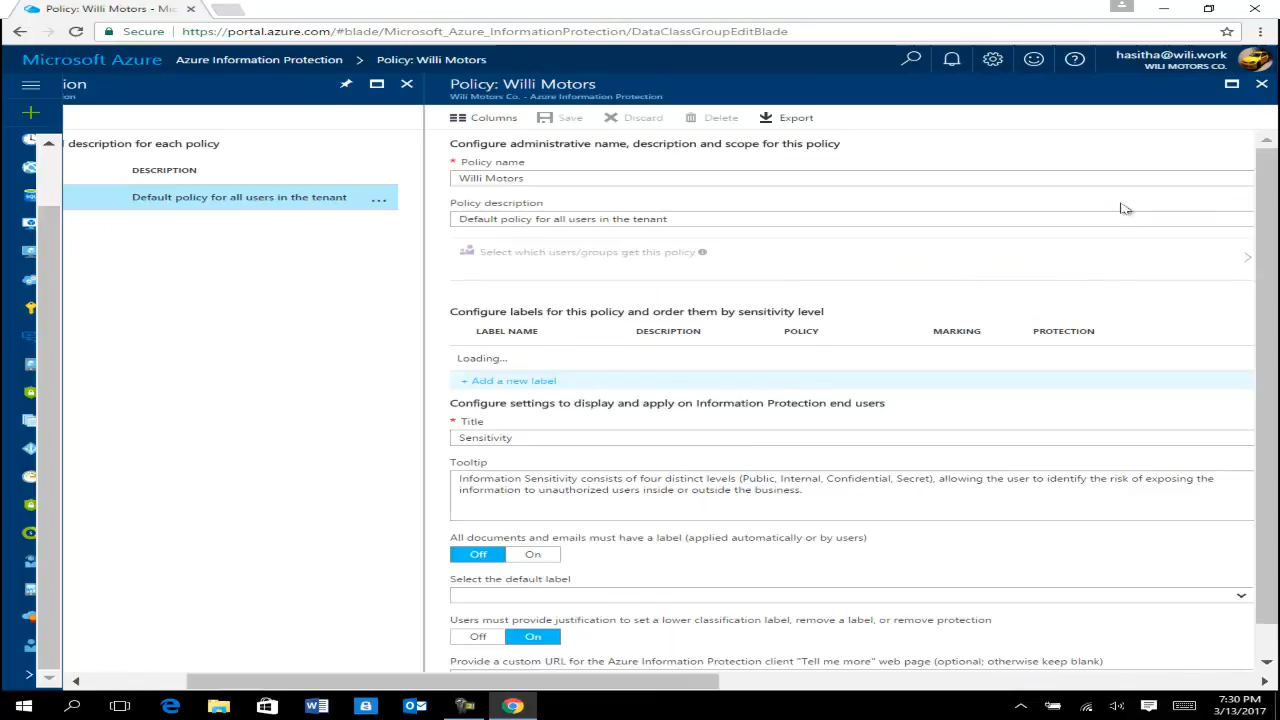 Policy: Willi Motors - Mic
Secure
https://portal.azure.com/#blade/Microsoft_Azure_InformationProtection/DataClassGroupEditBlade
Microsoft Azure
Azure Information Protection > Policy: Willi Motors
hasitha@wili.work
WILI MOTORS CO.
tion
Policy: Willi Motors
Wili Motors Co. - Azure Information Protection
Columns
Save
Discard
Delete
Export
l description for each policy
DESCRIPTION
Default policy for all users in the tenant ...
Configure administrative name, description and scope for this policy
* Policy name
Willi Motors
Policy description
Default policy for all users in the tenant
Select which users/groups get this policy
Configure labels for this policy and order them by sensitivity level
LABEL NAME DESCRIPTION POLICY MARKING PROTECTION
Loading...
+ Add a new label
Configure settings to display and apply on Information Protection end users
* Title
Sensitivity
Tooltip
Information Sensitivity consists of four distinct levels (Public, Internal, Confidential, Secret), allowing the user to identify the risk of exposing the
information to unauthorized users inside or outside the business.
All documents and emails must have a label (applied automatically or by users)
Off On
Select the default label
Users must provide justification to set a lower classification label, remove a label, or remove protection
Off On
Provide a custom URL for the Azure Information Protection client "Tell me more" web page (optional; otherwise keep blank)
7:30 PM
3/13/2017